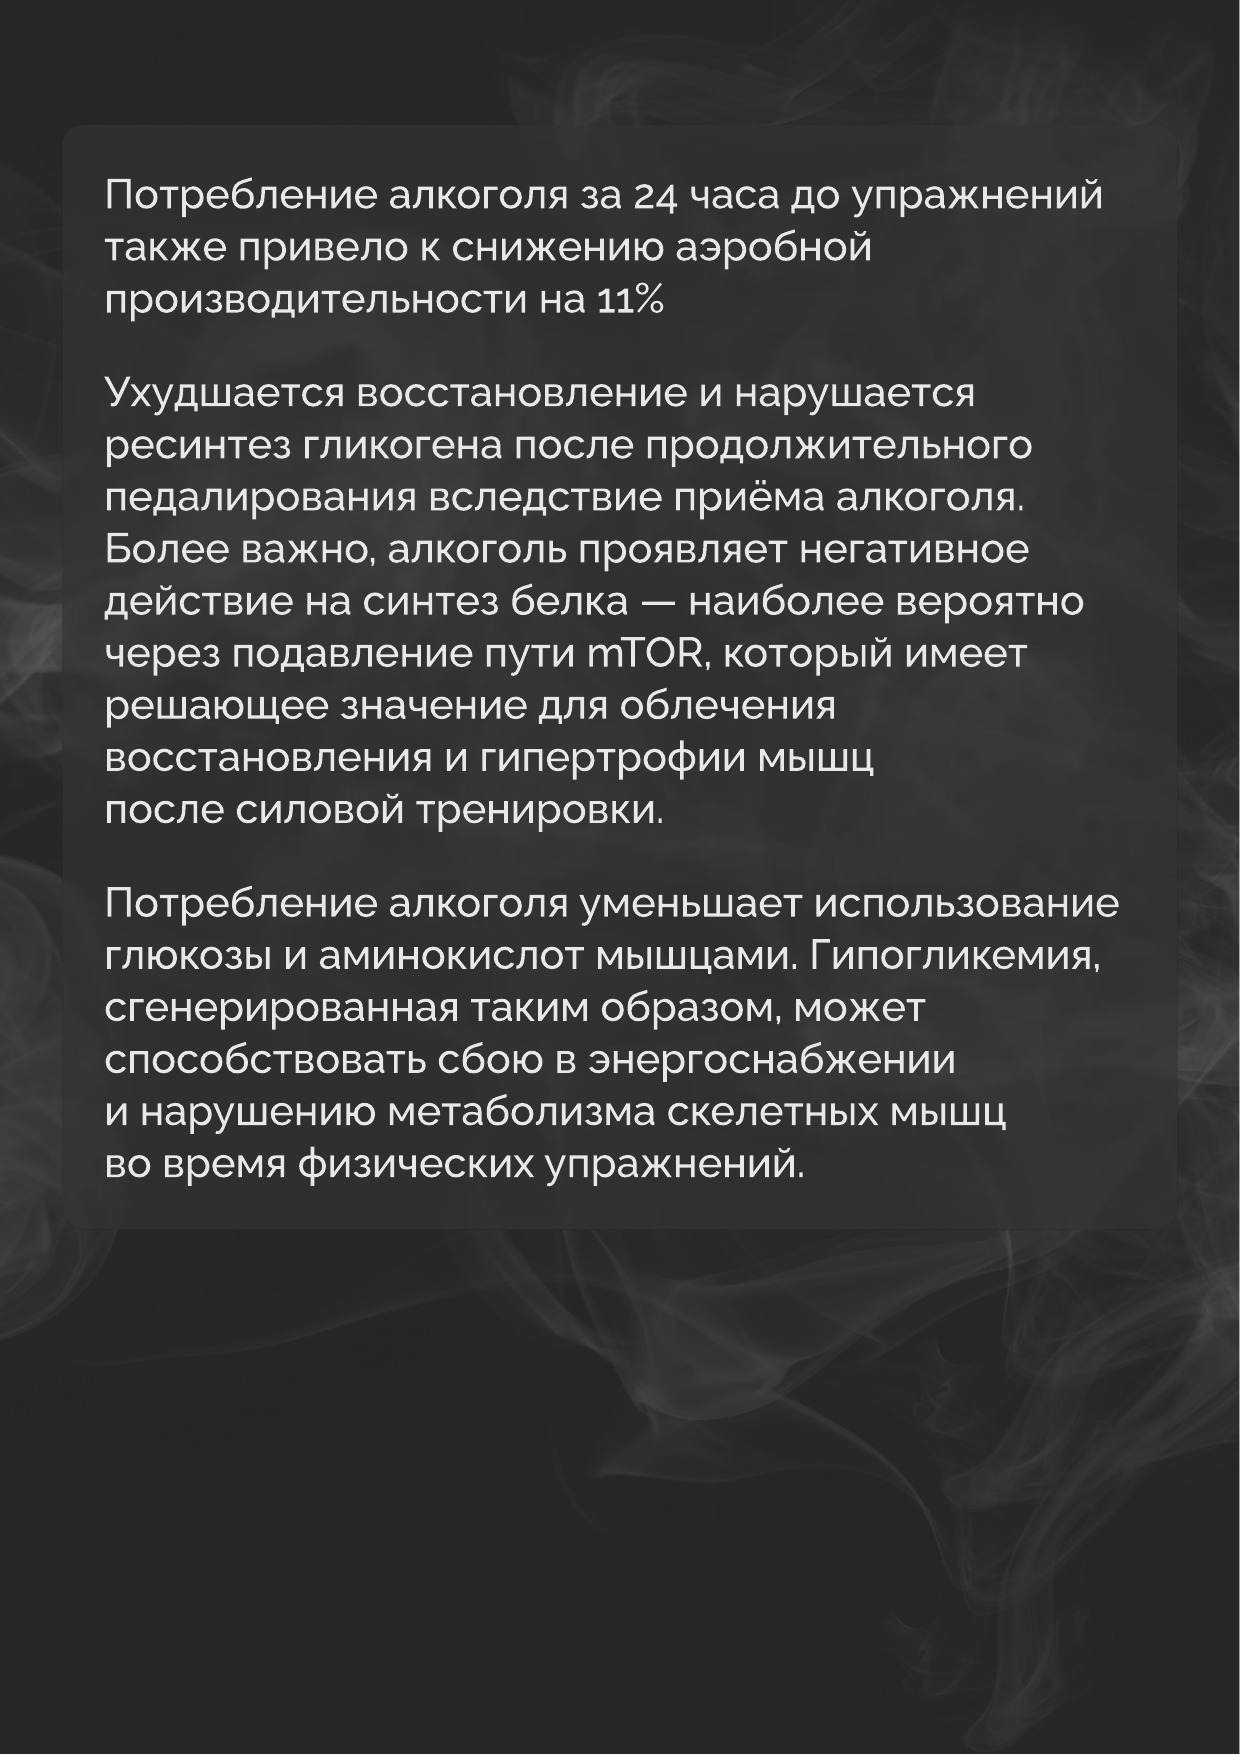 Потребление алкоголя за 24 часа до упражнений
также привело к снижению аэробной
производительности на 11%
Ухудшается восстановление и нарушается
ресинтез гликогена после продолжительного
педалирования вследствие приёма алкоголя.
Более важно, алкоголь проявляет негативное
действие на синтез белка — наиболее вероятно
через подавление пути mTOR, который имеет
решающее значение для облечения
восстановления и гипертрофии мышц
после силовой тренировки.
Потребление алкоголя уменьшает использование
глюкозы и аминокислот мышцами. Гипогликемия,
сгенерированная таким образом, может
способствовать сбою в энергоснабжении
и нарушению метаболизма скелетных мышц
во время физических упражнений.